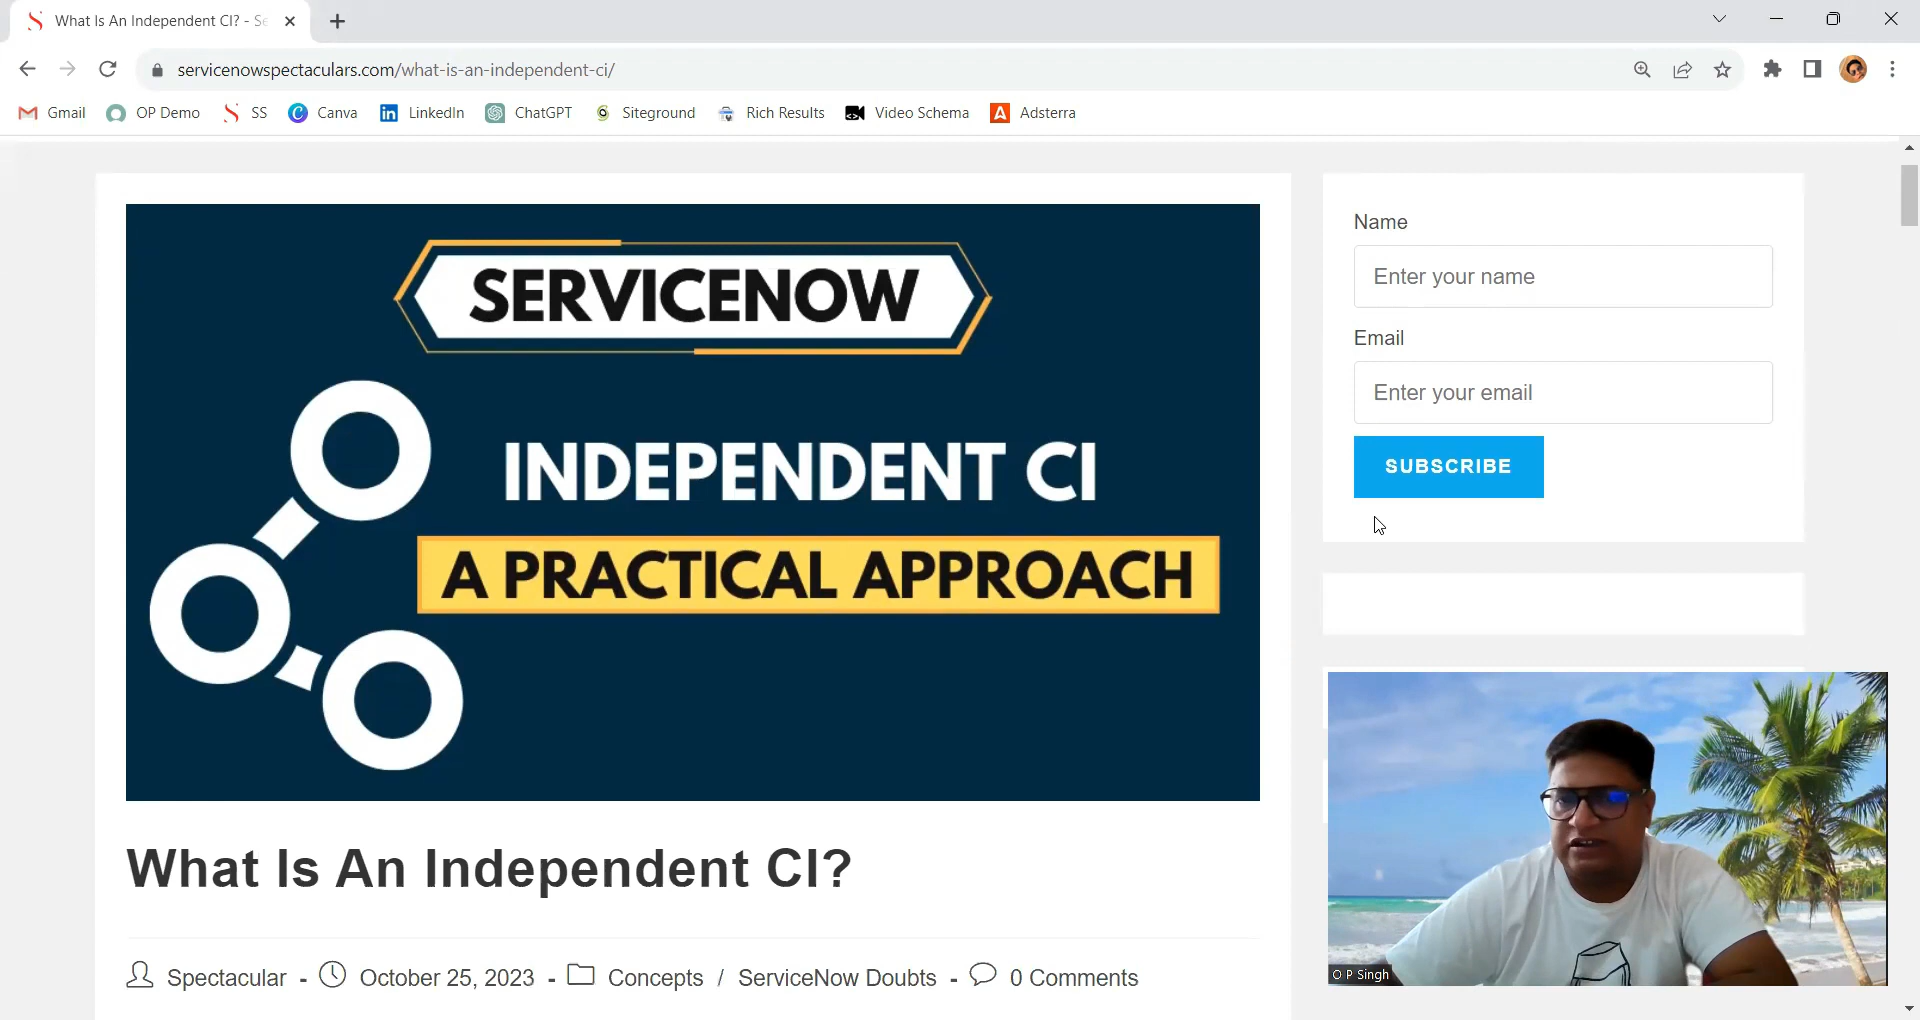 What Is An Independent CI? - Se
servicenowspectaculars.com/what-is-an-independent-ci/
Gmail OP Demo SS Canva LinkedIn ChatGPT Siteground Rich Results Video Schema Adsterra
SERVICENOW
INDEPENDENT CI
A PRACTICAL APPROACH
What Is An Independent CI?
Spectacular - October 25, 2023 - Concepts / ServiceNow Doubts - 0 Comments
Name
Enter your name
Email
Enter your email
SUBSCRIBE
O P Singh